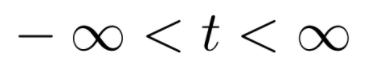 − ∞ < t < ∞